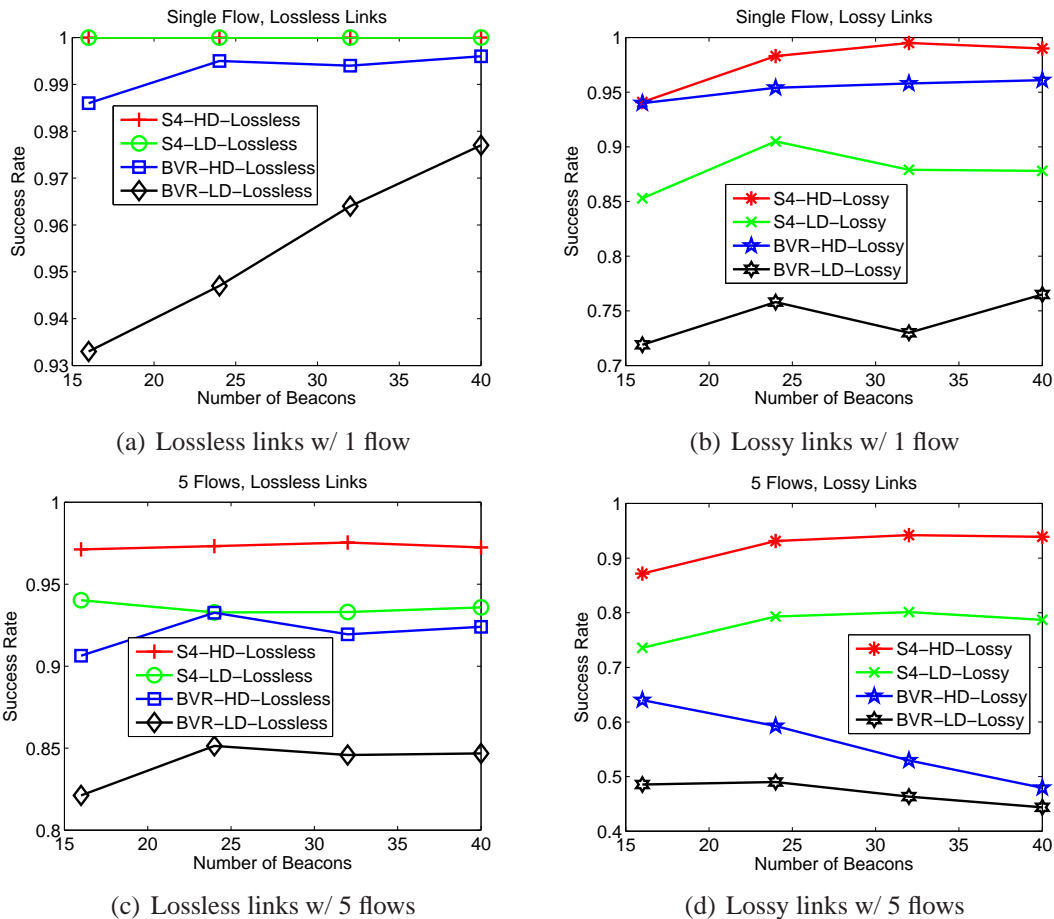 Single Flow, Lossless Links
1
0.99
0.98
0.97
0.96
0.95
0.94
0.93
Success Rate
S4−HD−Lossless
S4−LD−Lossless
BVR−HD−Lossless
BVR−LD−Lossless
15 20 25 30 35 40
Number of Beacons
(a) Lossless links w/ 1 flow
Single Flow, Lossy Links
1
0.95
0.9
0.85
0.8
0.75
0.7
Success Rate
S4−HD−Lossy
S4−LD−Lossy
BVR−HD−Lossy
BVR−LD−Lossy
15 20 25 30 35 40
Number of Beacons
(b) Lossy links w/ 1 flow
5 Flows, Lossless Links
1
0.95
0.9
0.85
0.8
Success Rate
S4−HD−Lossless
S4−LD−Lossless
BVR−HD−Lossless
BVR−LD−Lossless
15 20 25 30 35 40
Number of Beacons
(c) Lossless links w/ 5 flows
5 Flows, Lossy Links
1
0.9
0.8
0.7
0.6
0.5
0.4
Success Rate
S4−HD−Lossy
S4−LD−Lossy
BVR−HD−Lossy
BVR−LD−Lossy
15 20 25 30 35 40
Number of Beacons
(d) Lossy links w/ 5 flows